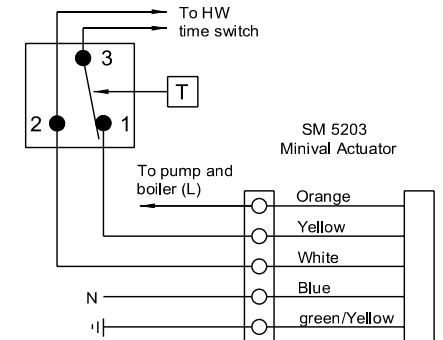 To HW
time switch
3
T
2
1
SM 5203
Minival Actuator
To pump and
boiler (L)
Orange
Yellow
White
Blue
N
green/Yellow